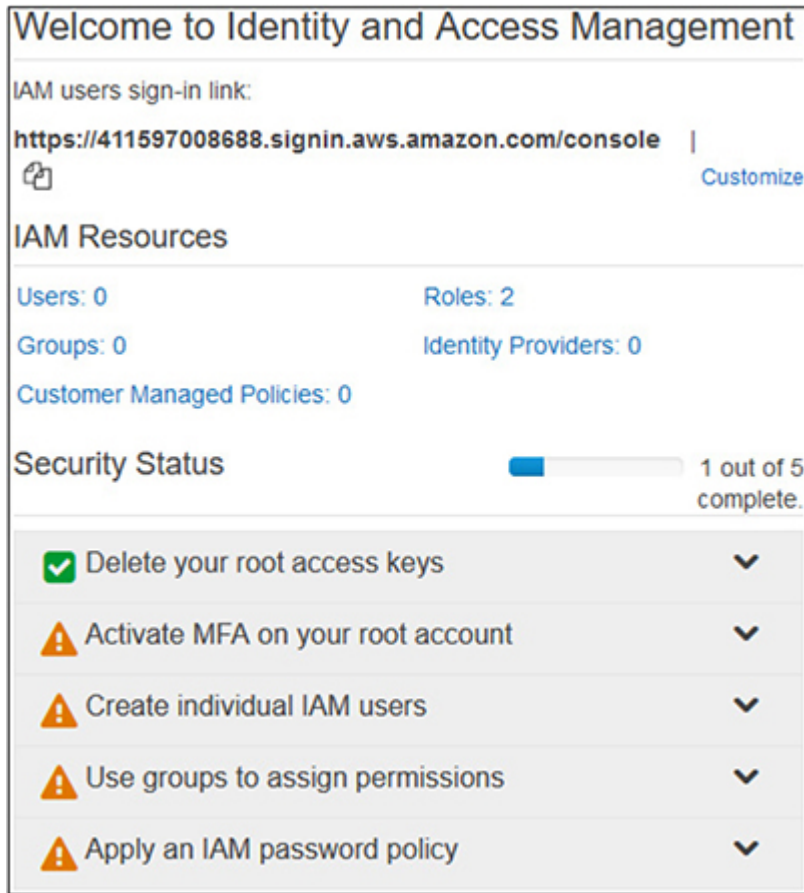 Welcome to Identity and Access Management
IAM users sign-in link:
https://411597008688.signin.aws.amazon.com/console |
Customize
IAM Resources
Users: 0 Roles: 2
Groups: 0 Identity Providers: 0
Customer Managed Policies: 0
Security Status 1 out of 5
complete.
Delete your root access keys
Activate MFA on your root account
Create individual IAM users
Use groups to assign permissions
Apply an IAM password policy